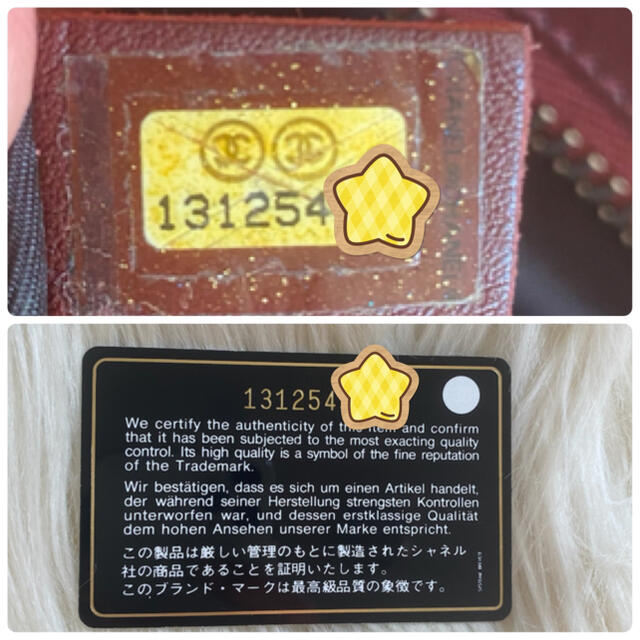 131254
131254
We certify the authenticity of this item and confirm
that it has been subjected to the most exacting quality
control. Its high quality is a symbol of the fine reputation
of the Trademark.
Wir bestätigen, dass es sich um einen Artikel handelt,
der während seiner Herstellung strengsten Kontrollen
unterworfen war, und dessen erstklassige Qualität
dem hohen Ansehen unserer Marke entspricht.
この製品は厳しい管理のもとに製造されたシャネル
社の商品であることを証明いたします。
このブランド・マークは最高級品質の象徴です。